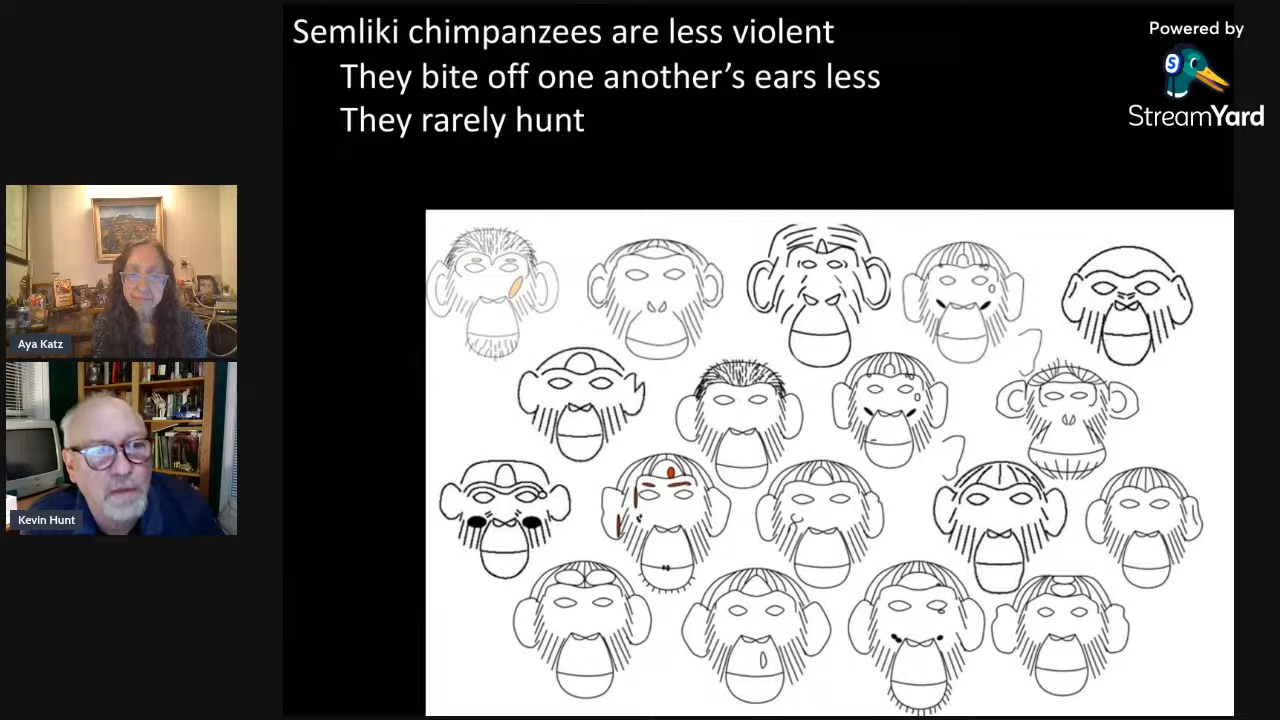 Semliki chimpanzees are less violent
They bite off one another's ears less
They rarely hunt
Powered by
S
StreamYard
Aya Katz
Kevin Hunt